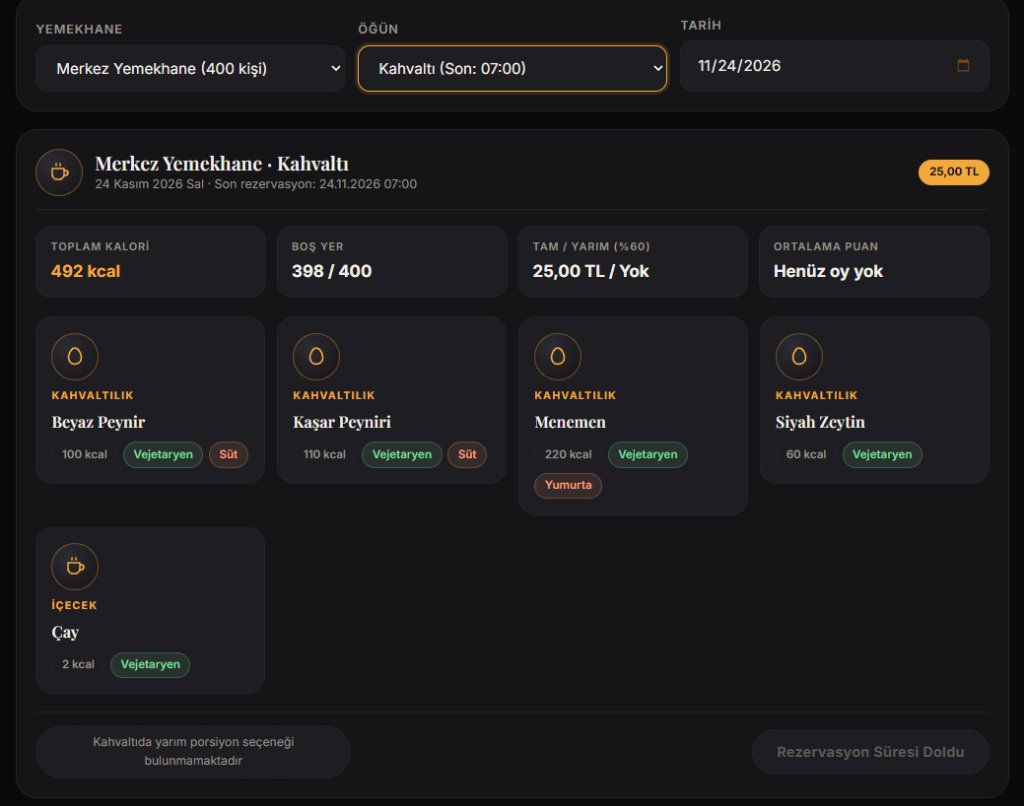 YEMEKHANE
Merkez Yemekhane (400 kişi)
ÖĞÜN
Kahvaltı (Son: 07:00)
TARİH
11/24/2026
Merkez Yemekhane · Kahvaltı
24 Kasım 2026 Sal · Son rezervasyon: 24.11.2026 07:00
25,00 TL
TOPLAM KALORİ
492 kcal
BOŞ YER
398 / 400
TAM / YARIM (%60)
25,00 TL / Yok
ORTALAMA PUAN
Henüz oy yok
KAHVALTILIK
Beyaz Peynir
100 kcal Vejetaryen Süt
KAHVALTILIK
Kaşar Peyniri
110 kcal Vejetaryen Süt
KAHVALTILIK
Menemen
220 kcal Vejetaryen
Yumurta
KAHVALTILIK
Siyah Zeytin
60 kcal Vejetaryen
İÇECEK
Çay
2 kcal Vejetaryen
Kahvaltıda yarım porsiyon seçeneği
bulunmamaktadır
Rezervasyon Süresi Doldu